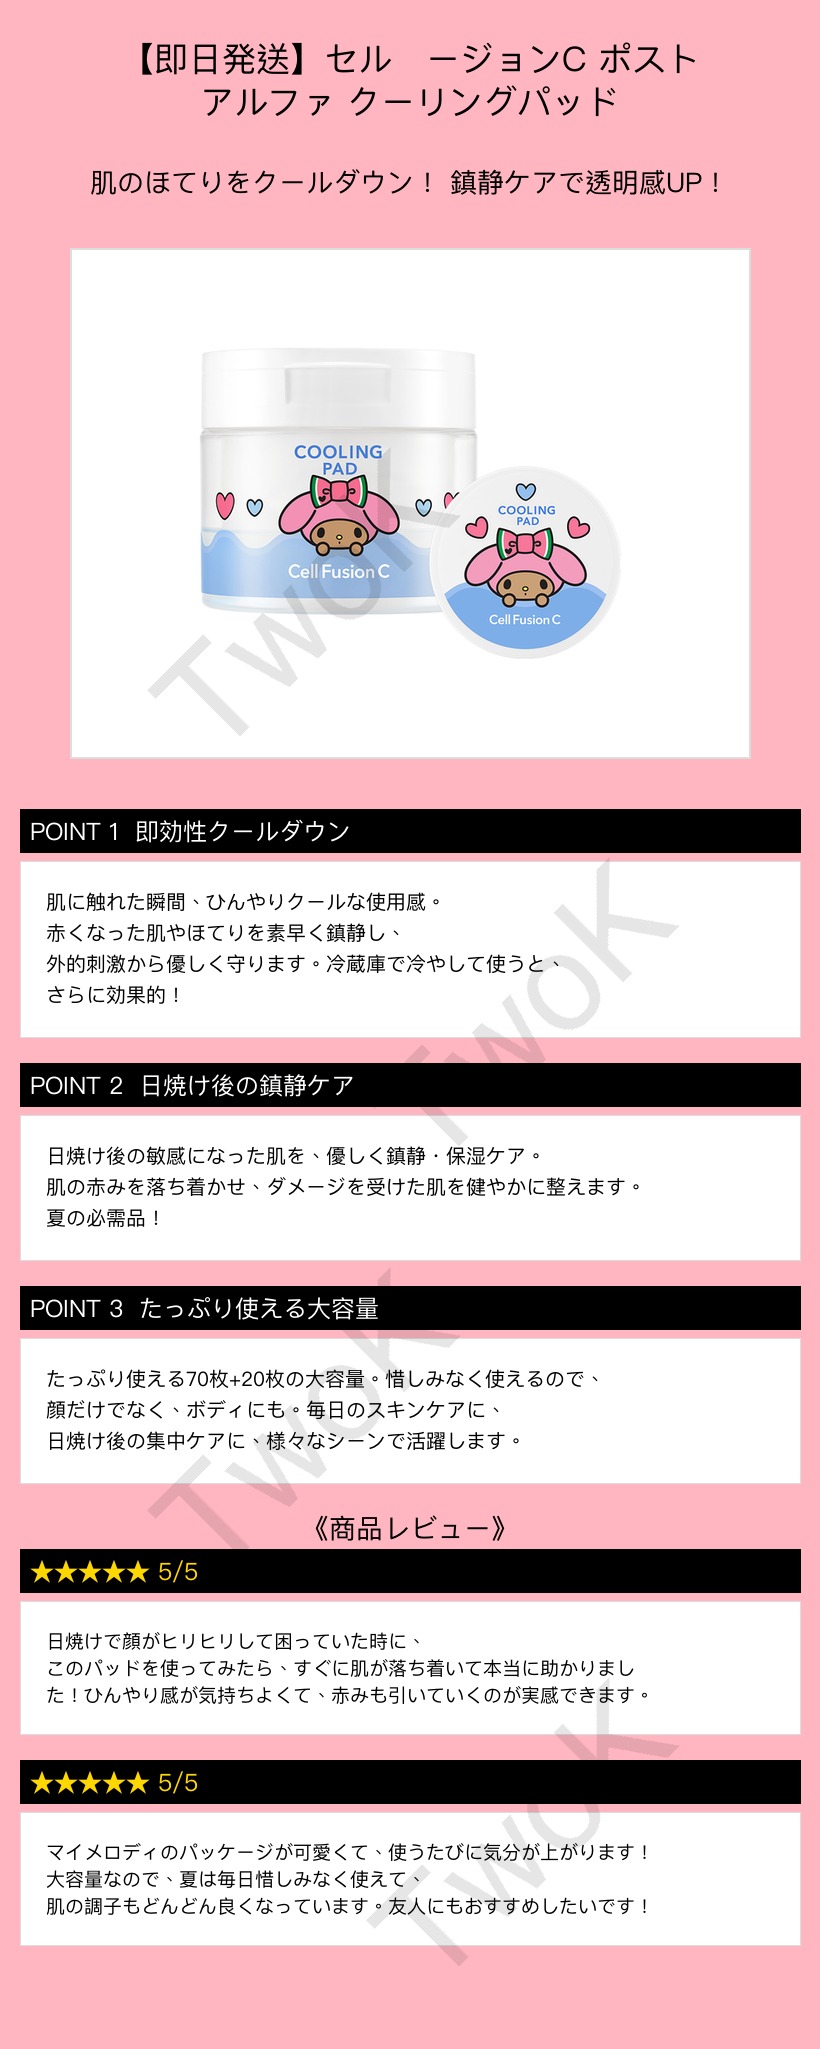 【即日発送】セル　ージョンC ポスト
アルファ クーリングパッド
肌のほてりをクールダウン！ 鎮静ケアで透明感UP！
COOLING
PAD
Cell Fusion C
COOLING
PAD
Cell Fusion C
TwoK
POINT 1 即効性クールダウン
肌に触れた瞬間、ひんやりクールな使用感。
赤くなった肌やほてりを素早く鎮静し、
外的刺激から優しく守ります。冷蔵庫で冷やして使うと、
さらに効果的！
TwoK
POINT 2 日焼け後の鎮静ケア
日焼け後の敏感になった肌を、優しく鎮静・保湿ケア。
肌の赤みを落ち着かせ、ダメージを受けた肌を健やかに整えます。
夏の必需品！
POINT 3 たっぷり使える大容量
たっぷり使える70枚+20枚の大容量。惜しみなく使えるので、
顔だけでなく、ボディにも。毎日のスキンケアに、
日焼け後の集中ケアに、様々なシーンで活躍します。
TwoK
《商品レビュー》
★★★★★ 5/5
日焼けで顔がヒリヒリして困っていた時に、
このパッドを使ってみたら、すぐに肌が落ち着いて本当に助かりまし
た！ひんやり感が気持ちよくて、赤みも引いていくのが実感できます。
★★★★★ 5/5
マイメロディのパッケージが可愛くて、使うたびに気分が上がります！
大容量なので、夏は毎日惜しみなく使えて、
肌の調子もどんどん良くなっています。友人にもおすすめしたいです！
TwoK